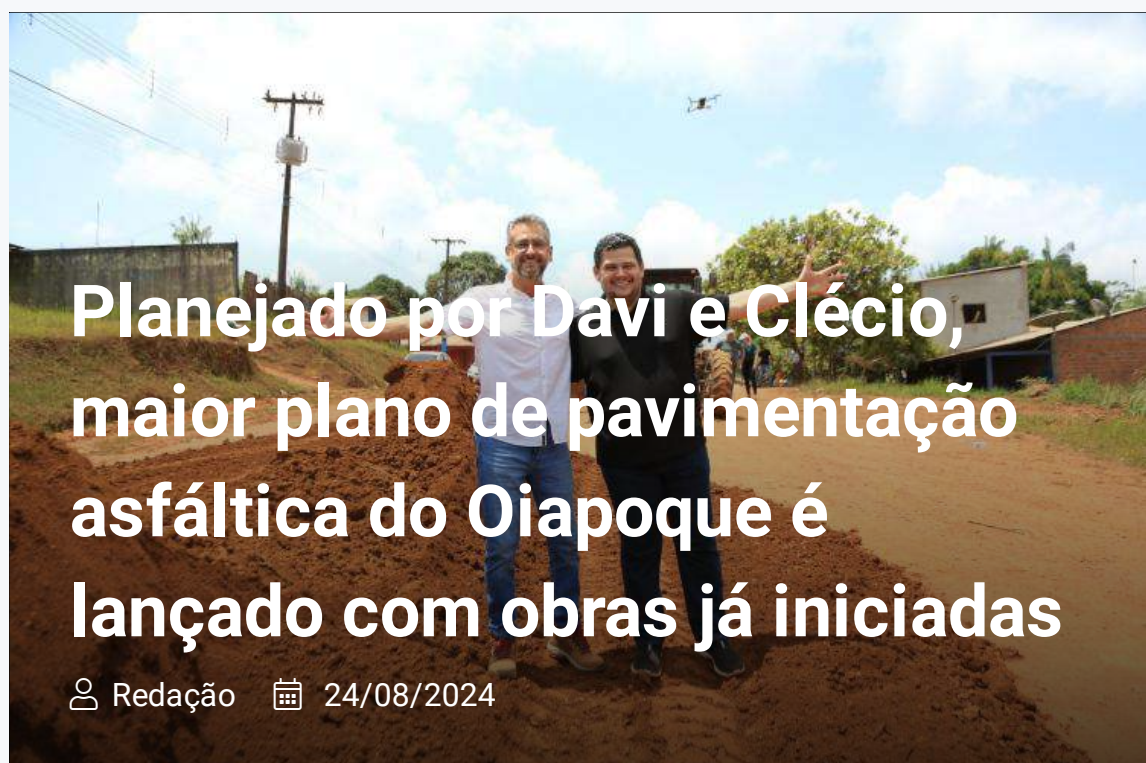 Planejado por Davi e Clécio,
maior plano de pavimentação
asfáltica do Oiapoque é
lançado com obras já iniciadas
Redação 24/08/2024